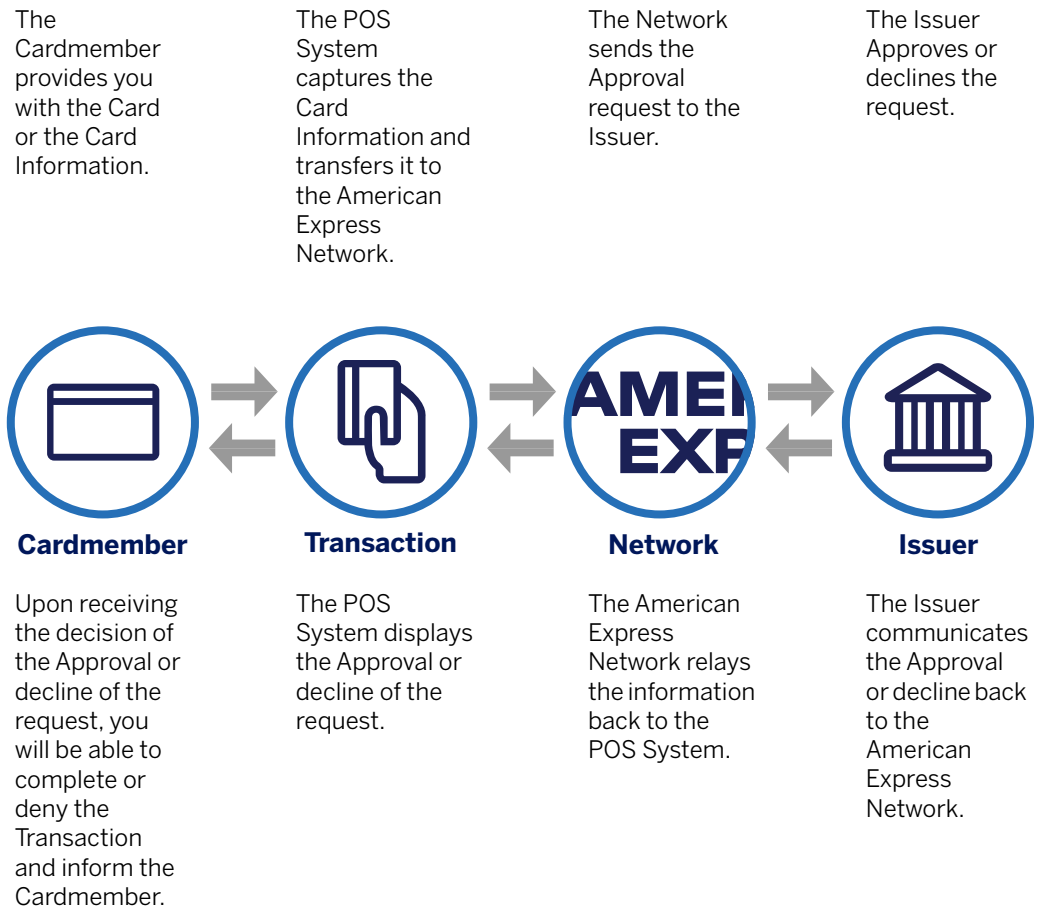 The
Cardmember
provides you
with the Card
or the Card
Information.
The POS
System
captures the
Card
Information and
transfers it to
the American
Express
Network.
The Network
sends the
Approval
request to the
Issuer.
The Issuer
Approves or
declines the
request.
AMEI
EXP
Cardmember
Transaction
Network
Issuer
Upon receiving
the decision of
the Approval or
decline of the
request, you
will be able to
complete or
deny the
Transaction
and inform the
Cardmember.
The POS
System displays
the Approval or
decline of the
request.
The American
Express
Network relays
the information
back to the
POS System.
The Issuer
communicates
the Approval
or decline back
to the
American
Express
Network.